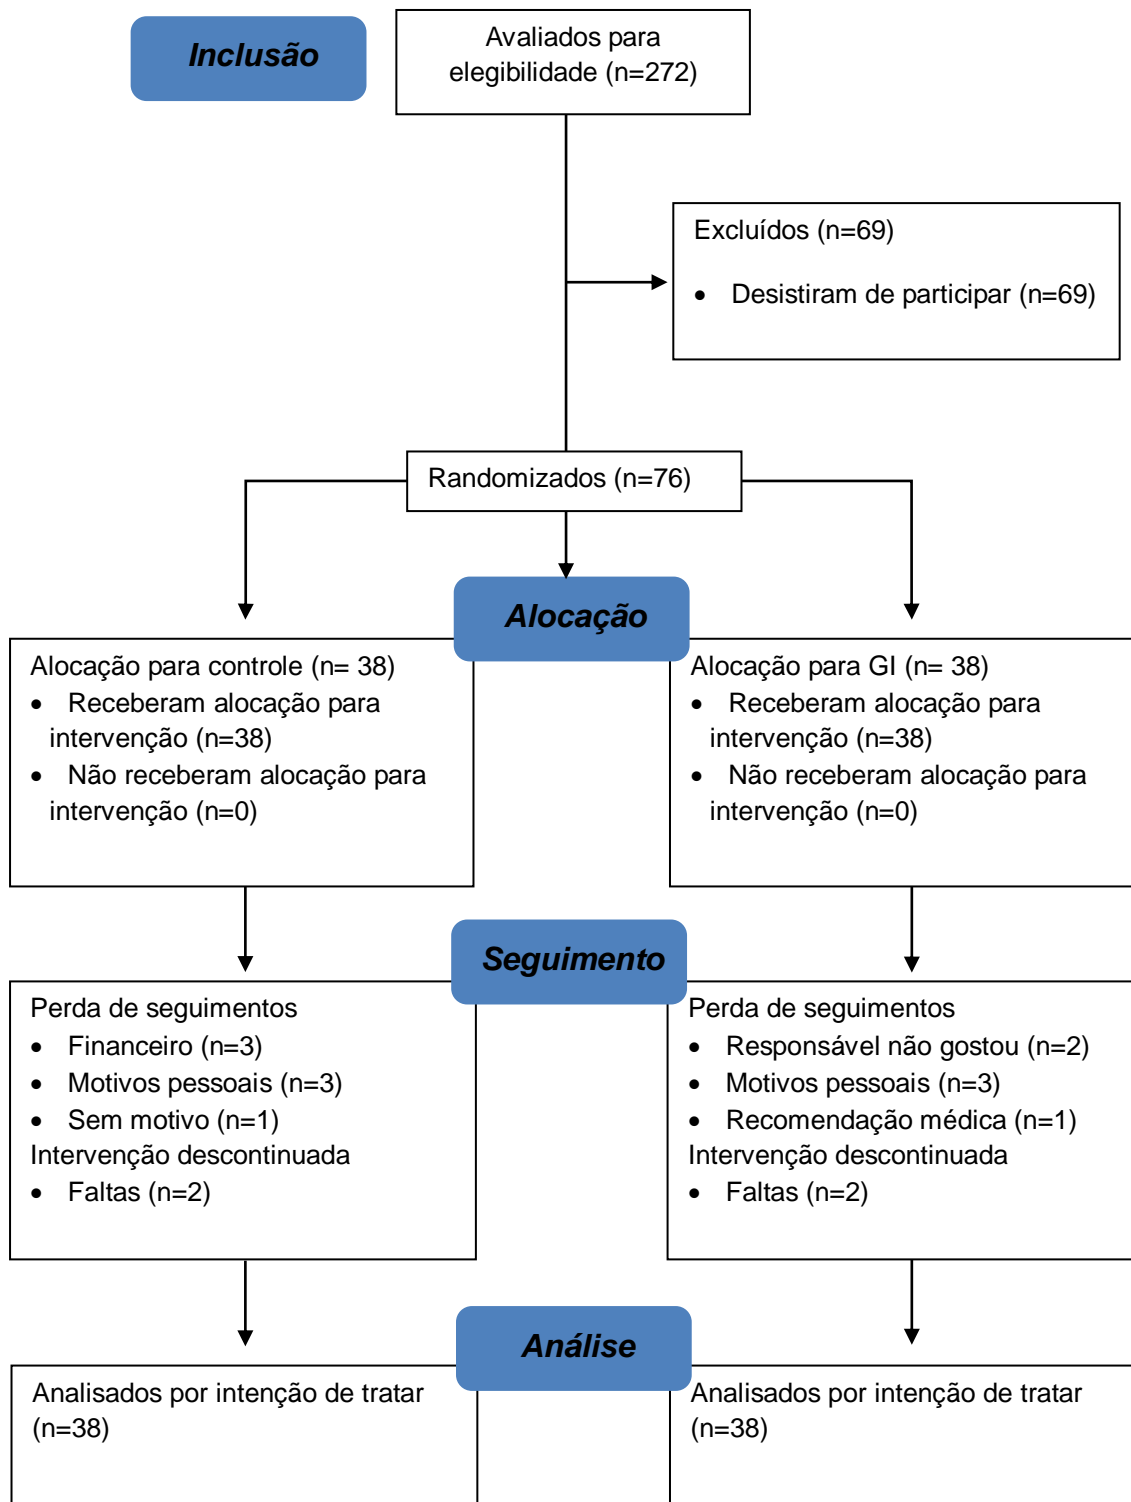 Inclusão
Avaliados para
elegibilidade (n=272)
Excluídos (n=69)
• Desistiram de participar (n=69)
Randomizados (n=76)
Alocação
Alocação para controle (n= 38)
• Receberam alocação para
intervenção (n=38)
• Não receberam alocação para
intervenção (n=0)
Alocação para GI (n= 38)
• Receberam alocação para
intervenção (n=38)
• Não receberam alocação para
intervenção (n=0)
Seguimento
Perda de seguimentos
• Financeiro (n=3)
• Motivos pessoais (n=3)
• Sem motivo (n=1)
Intervenção descontinuada
• Faltas (n=2)
Perda de seguimentos
• Responsável não gostou (n=2)
• Motivos pessoais (n=3)
• Recomendação médica (n=1)
Intervenção descontinuada
• Faltas (n=2)
Análise
Analisados por intenção de tratar
(n=38)
Analisados por intenção de tratar
(n=38)